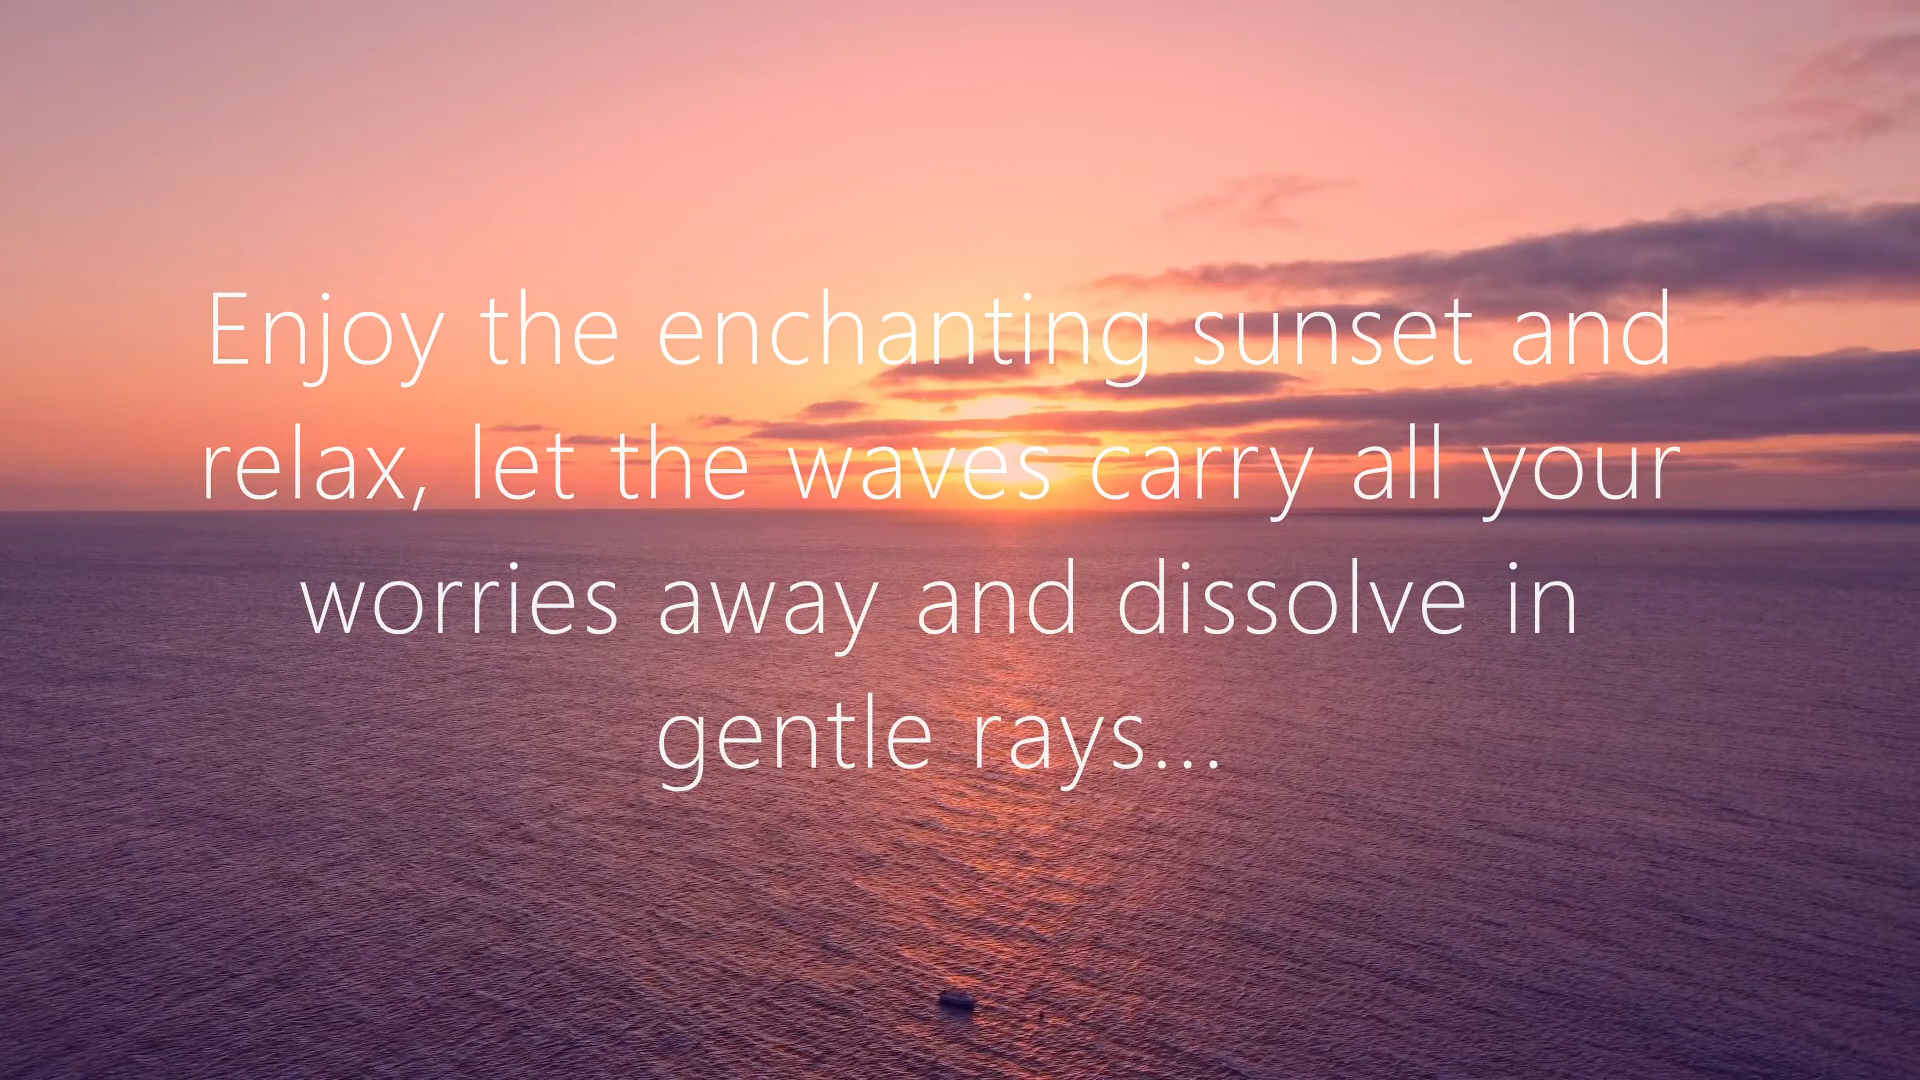 Enjoy the enchanting sunset and
relax, let the waves carry all your
worries away and dissolve in
gentle rays...